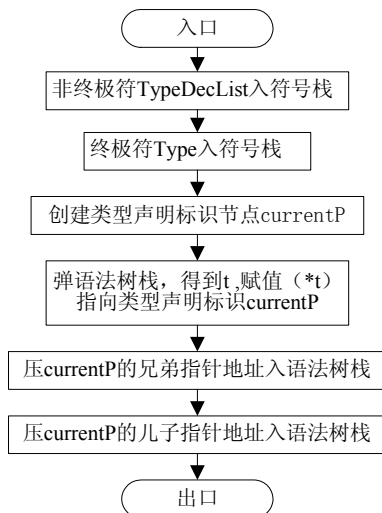 入口
非终极符TypeDecList入符号栈
终极符Type入符号栈
创建类型声明标识节点currentP
弹语法树栈，得到t ,赋值（*t）
指向类型声明标识currentP
压currentP的兄弟指针地址入语法树栈
压currentP的儿子指针地址入语法树栈
出口